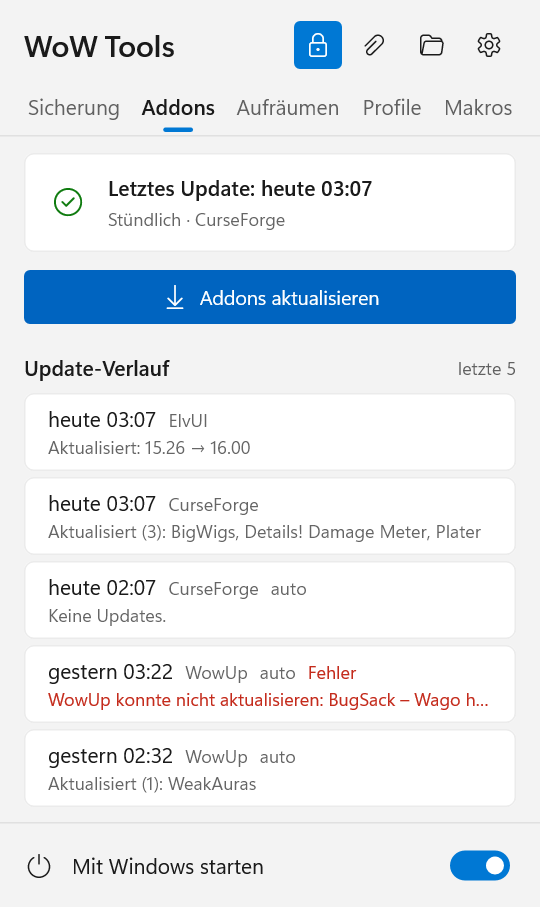 WoW Tools
Sicherung Addons Aufräumen Profile Makros
Letztes Update: heute 03:07
Stündlich · CurseForge
Addons aktualisieren
Update-Verlauf letzte 5
heute 03:07 ElvUI
Aktualisiert: 15.26 → 16.00
heute 03:07 CurseForge
Aktualisiert (3): BigWigs, Details! Damage Meter, Plater
heute 02:07 CurseForge auto
Keine Updates.
gestern 03:22 WowUp auto Fehler
WowUp konnte nicht aktualisieren: BugSack – Wago h...
gestern 02:32 WowUp auto
Aktualisiert (1): WeakAuras
Mit Windows starten